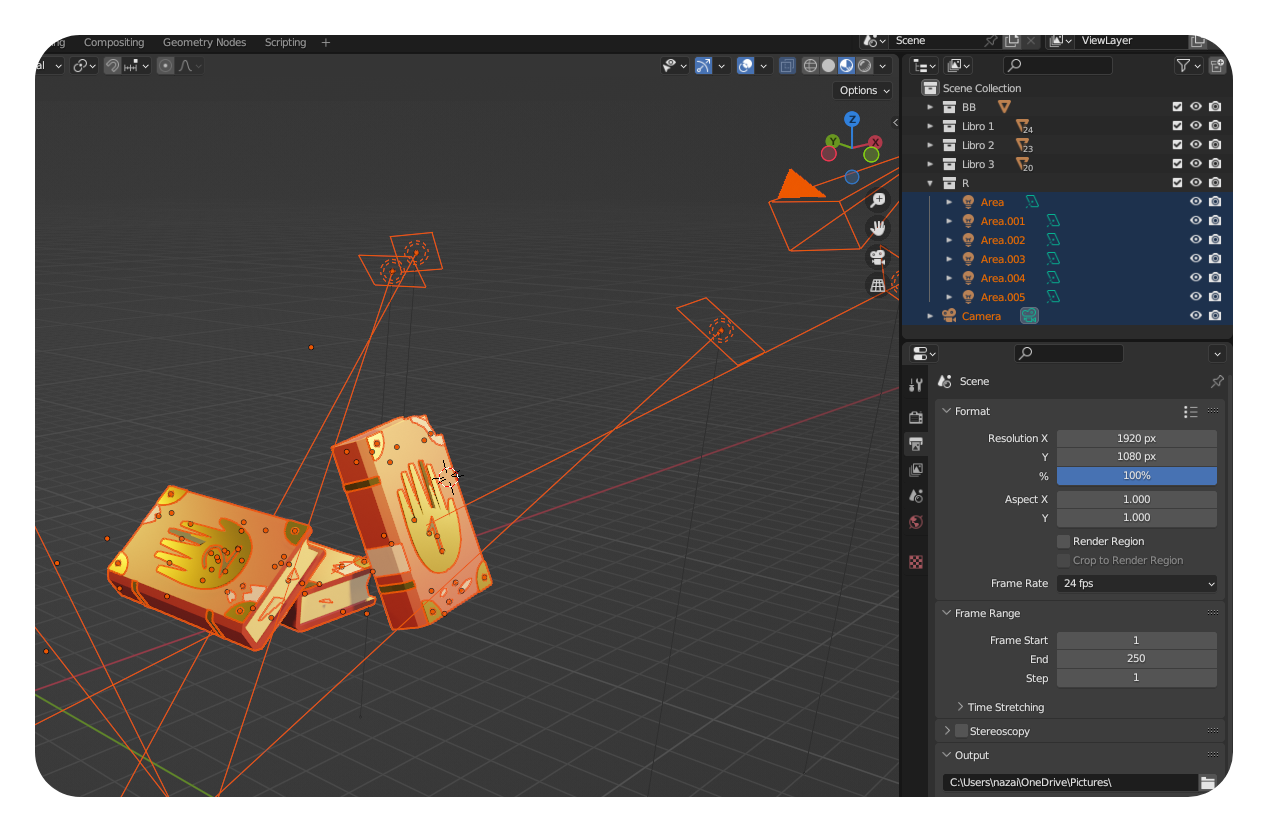 Compositing Geometry Nodes Scripting +
Scene
ViewLayer
Options
Z
Y
X
Scene Collection
BB
Libro 1 24
Libro 2 23
Libro 3 20
R
Area
Area.001
Area.002
Area.003
Area.004
Area.005
Camera
Scene
Format
Resolution X 1920 px
Y 1080 px
% 100%
Aspect X 1.000
Y 1.000
Render Region
Crop to Render Region
Frame Rate 24 fps
Frame Range
Frame Start 1
End 250
Step 1
Time Stretching
Stereoscopy
Output
C:\Users\nazai\OneDrive\Pictures\